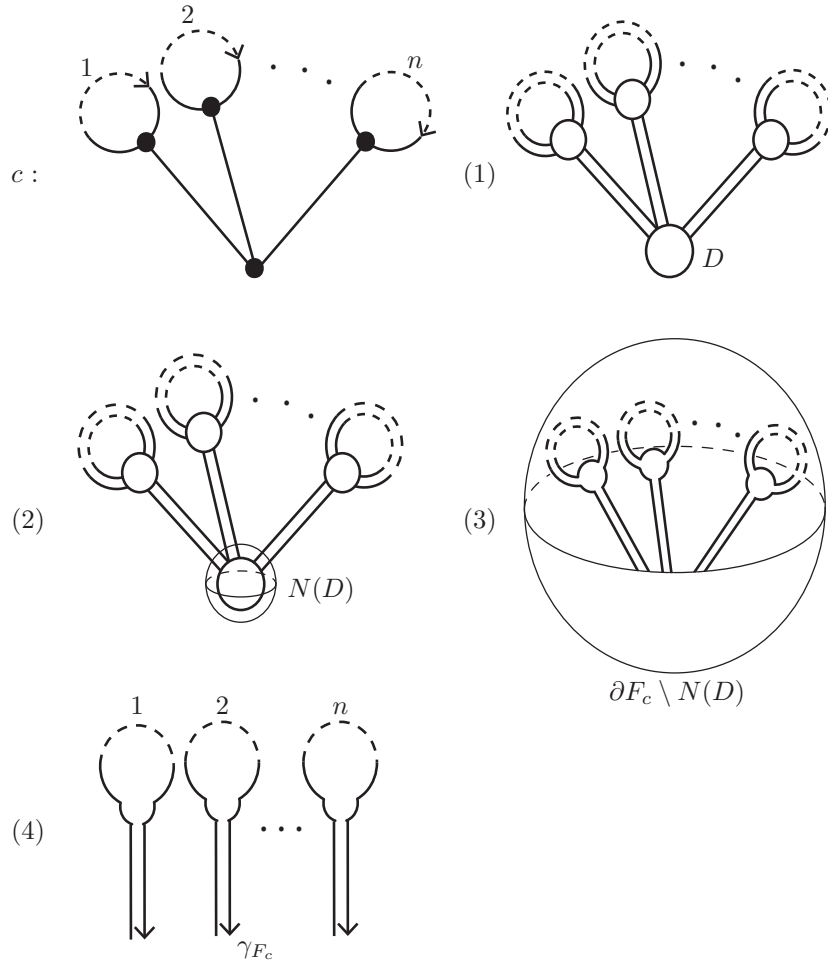 1 2 n
c :
(1)
D
(2)
N(D)
(3)
∂F_c \ N(D)
1 2 n
(4)
γ_{F_c}